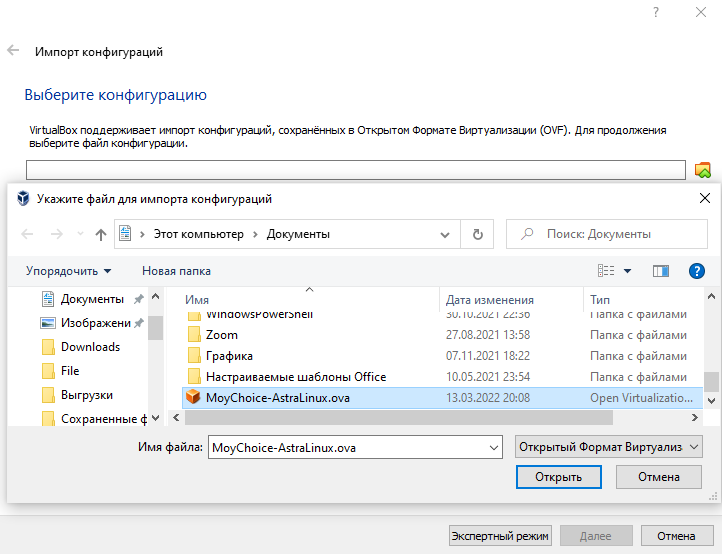 ?
Импорт конфигураций
Выберите конфигурацию
VirtualBox поддерживает импорт конфигураций, сохранённых в Открытом Формате Виртуализации (OVF). Для продолжения
выберите файл конфигурации.
Укажите файл для импорта конфигураций
Этот компьютер > Документы
Поиск: Документы
Упорядочить Новая папка ?
Имя Дата изменения Тип
Документы
Изображени
Downloads
File
Выгрузки
Сохраненные ф
WindowsPowerShell 30.10.2021 22:56 Папка с файлами
Zoom 27.08.2021 13:58 Папка с файлами
Графика 07.11.2021 18:22 Папка с файлами
Настраиваемые шаблоны Office 10.05.2021 23:54 Папка с файлами
MoyChoice-AstraLinux.ova 13.03.2022 20:08 Open Virtualizatio...
Имя файла: MoyChoice-AstraLinux.ova Открытый Формат Виртуализ
Открыть Отмена
Экспертный режим Далее Отмена